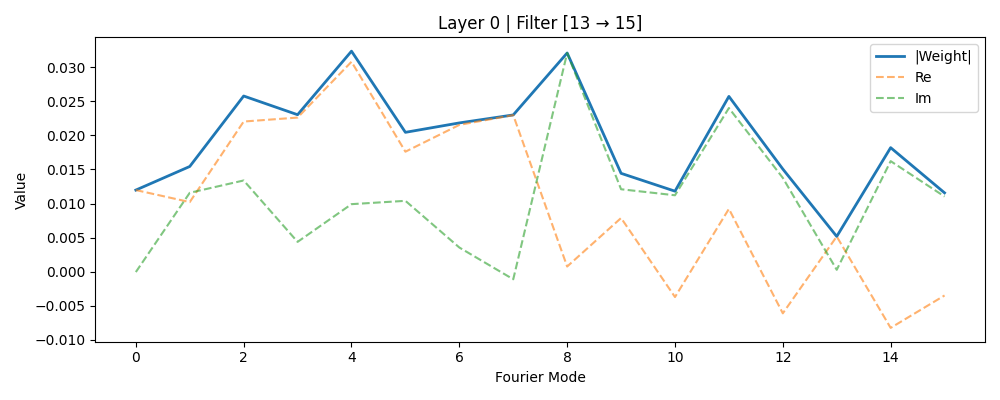 Layer 0 | Filter [13 → 15]
|Weight|
Re
Im
0.030
0.025
0.020
0.015
0.010
0.005
0.000
−0.005
−0.010
Value
0 2 4 6 8 10 12 14
Fourier Mode